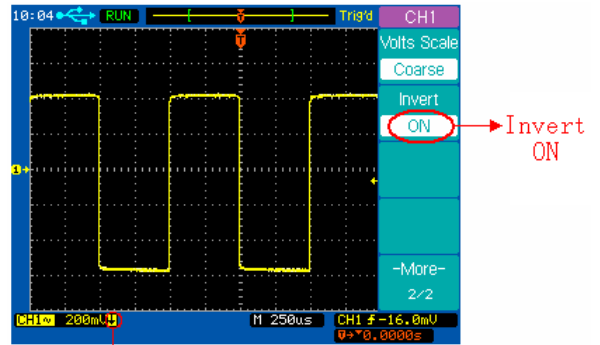 10:04 RUN Trig'd CH1
T
Volts Scale
Coarse
Invert
ON
Invert
ON
1
-More-
2/2
CH1~ 200mV M 250us CH1 -16.0mV
0.0000s